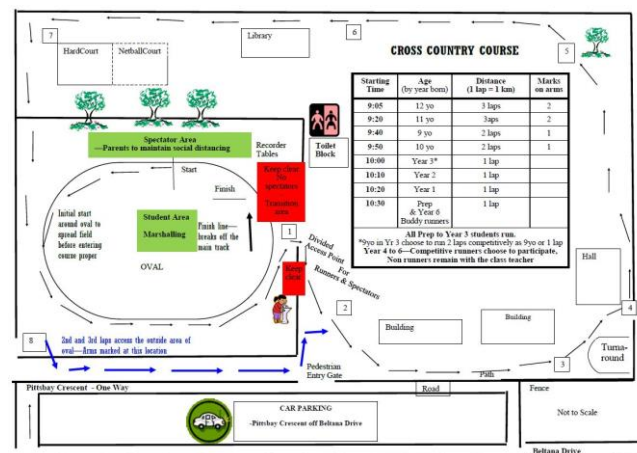 7
HardCourt
NetballCourt
Library
6
CROSS COUNTRY COURSE
5
Starting Time
Age (by year born)
Distance (1 lap = 1 km)
Marks on arms
9:05 12 yo 3 laps 2
9:20 11 yo 3aps 2
9:40 9 yo 2 laps 1
9:50 10 yo 2 laps 1
10:00 Year 3* 1 lap
10:10 Year 2 1 lap
10:20 Year 1 1 lap
10:30 Prep & Year 6 Buddy runners 1 lap
All Prep to Year 3 students run.
*9yo in Yr 3 choose to run 2 laps competitively as 9yo or 1 lap
Year 4 to 6—Competitive runners choose to participate,
Non runners remain with the class teacher
Spectator Area
—Parents to maintain social distancing
Recorder
Tables
Toilet
Block
Start
Finish
Keep clear
No
spectators
Transition
area
Initial start
around oval to
spread field
before entering
course proper
Student Area
Marshalling
Finish line—
breaks off the
main track
OVAL
1
Divided
Access Point
For
Runners & Spectators
Keep
clear
2
Hall
Building
Building
4
3
Turna-
round
8
2nd and 3rd laps access the outside area of
oval—Arms marked at this location
Pedestrian
Entry Gate
Path
Road
Pittsbay Crescent - One Way
CAR PARKING
-Pittsbay Crescent off Beltana Drive
Fence
Not to Scale
Beltana Drive